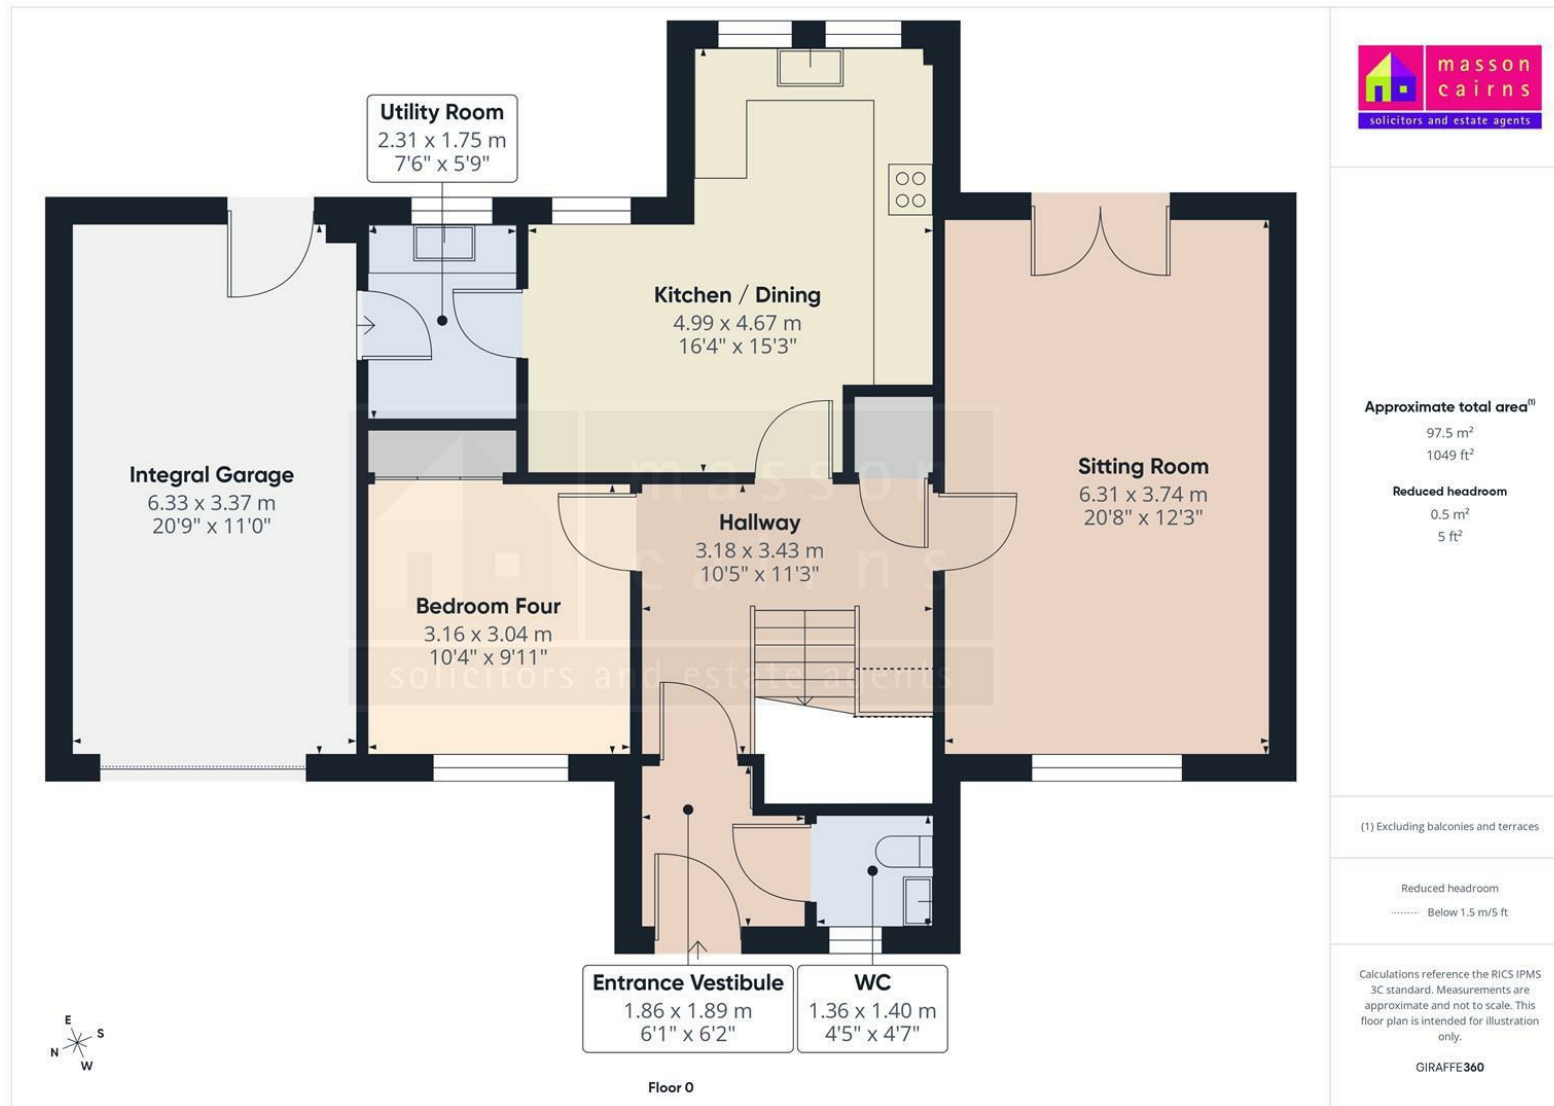 Utility Room
2.31 x 1.75 m
7'6" x 5'9"
Kitchen / Dining
4.99 x 4.67 m
16'4" x 15'3"
Integral Garage
6.33 x 3.37 m
20'9" x 11'0"
Sitting Room
6.31 x 3.74 m
20'8" x 12'3"
Hallway
3.18 x 3.43 m
10'5" x 11'3"
Bedroom Four
3.16 x 3.04 m
10'4" x 9'11"
masson
cairns
solicitors and estate agents
Entrance Vestibule
1.86 x 1.89 m
6'1" x 6'2"
WC
1.36 x 1.40 m
4'5" x 4'7"
E
S
N
W
Floor 0
masson
cairns
solicitors and estate agents
Approximate total area(1)
97.5 m²
1049 ft²
Reduced headroom
0.5 m²
5 ft²
(1) Excluding balconies and terraces
Reduced headroom
Below 1.5 m/5 ft
Calculations reference the RICS IPMS
3C standard. Measurements are
approximate and not to scale. This
floor plan is intended for illustration
only.
GIRAFFE360